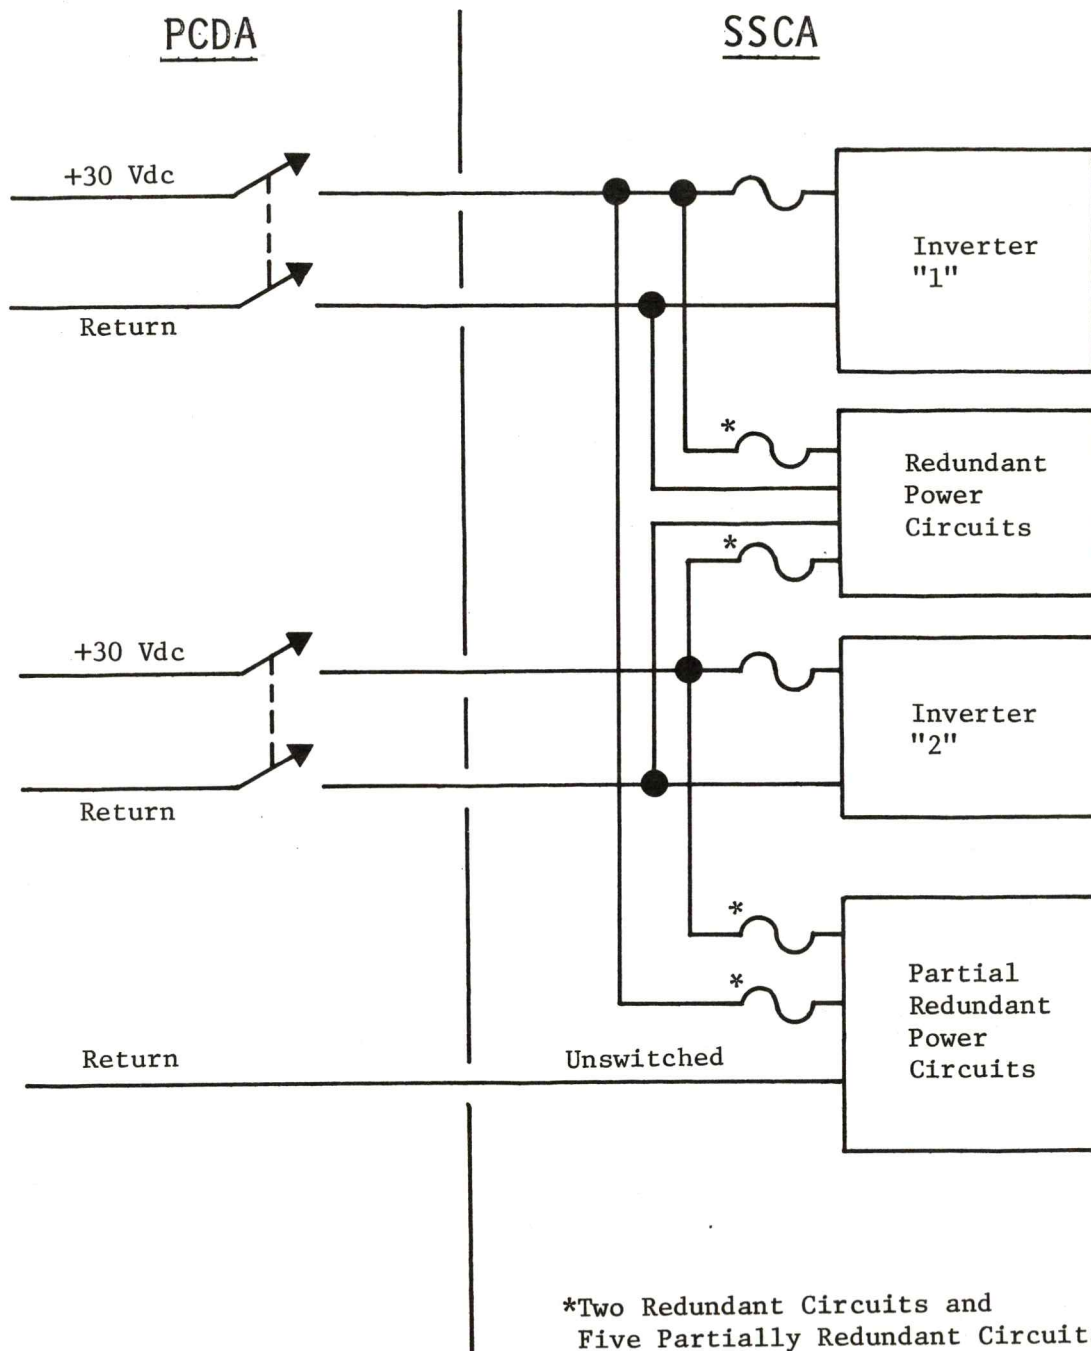 PCDA
SSCA
+30 Vdc
Return
Inverter
"1"
*
Redundant
Power
Circuits
*
+30 Vdc
Return
Inverter
"2"
*
*
Partial
Redundant
Power
Circuits
Return
Unswitched
*Two Redundant Circuits and
Five Partially Redundant Circuit